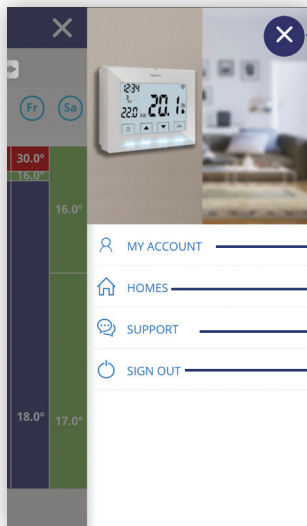 Fr Sa
30.0°
16.0°
16.0°
18.0°
17.0°
12:34
22.0 20.1
MY ACCOUNT
HOMES
SUPPORT
SIGN OUT